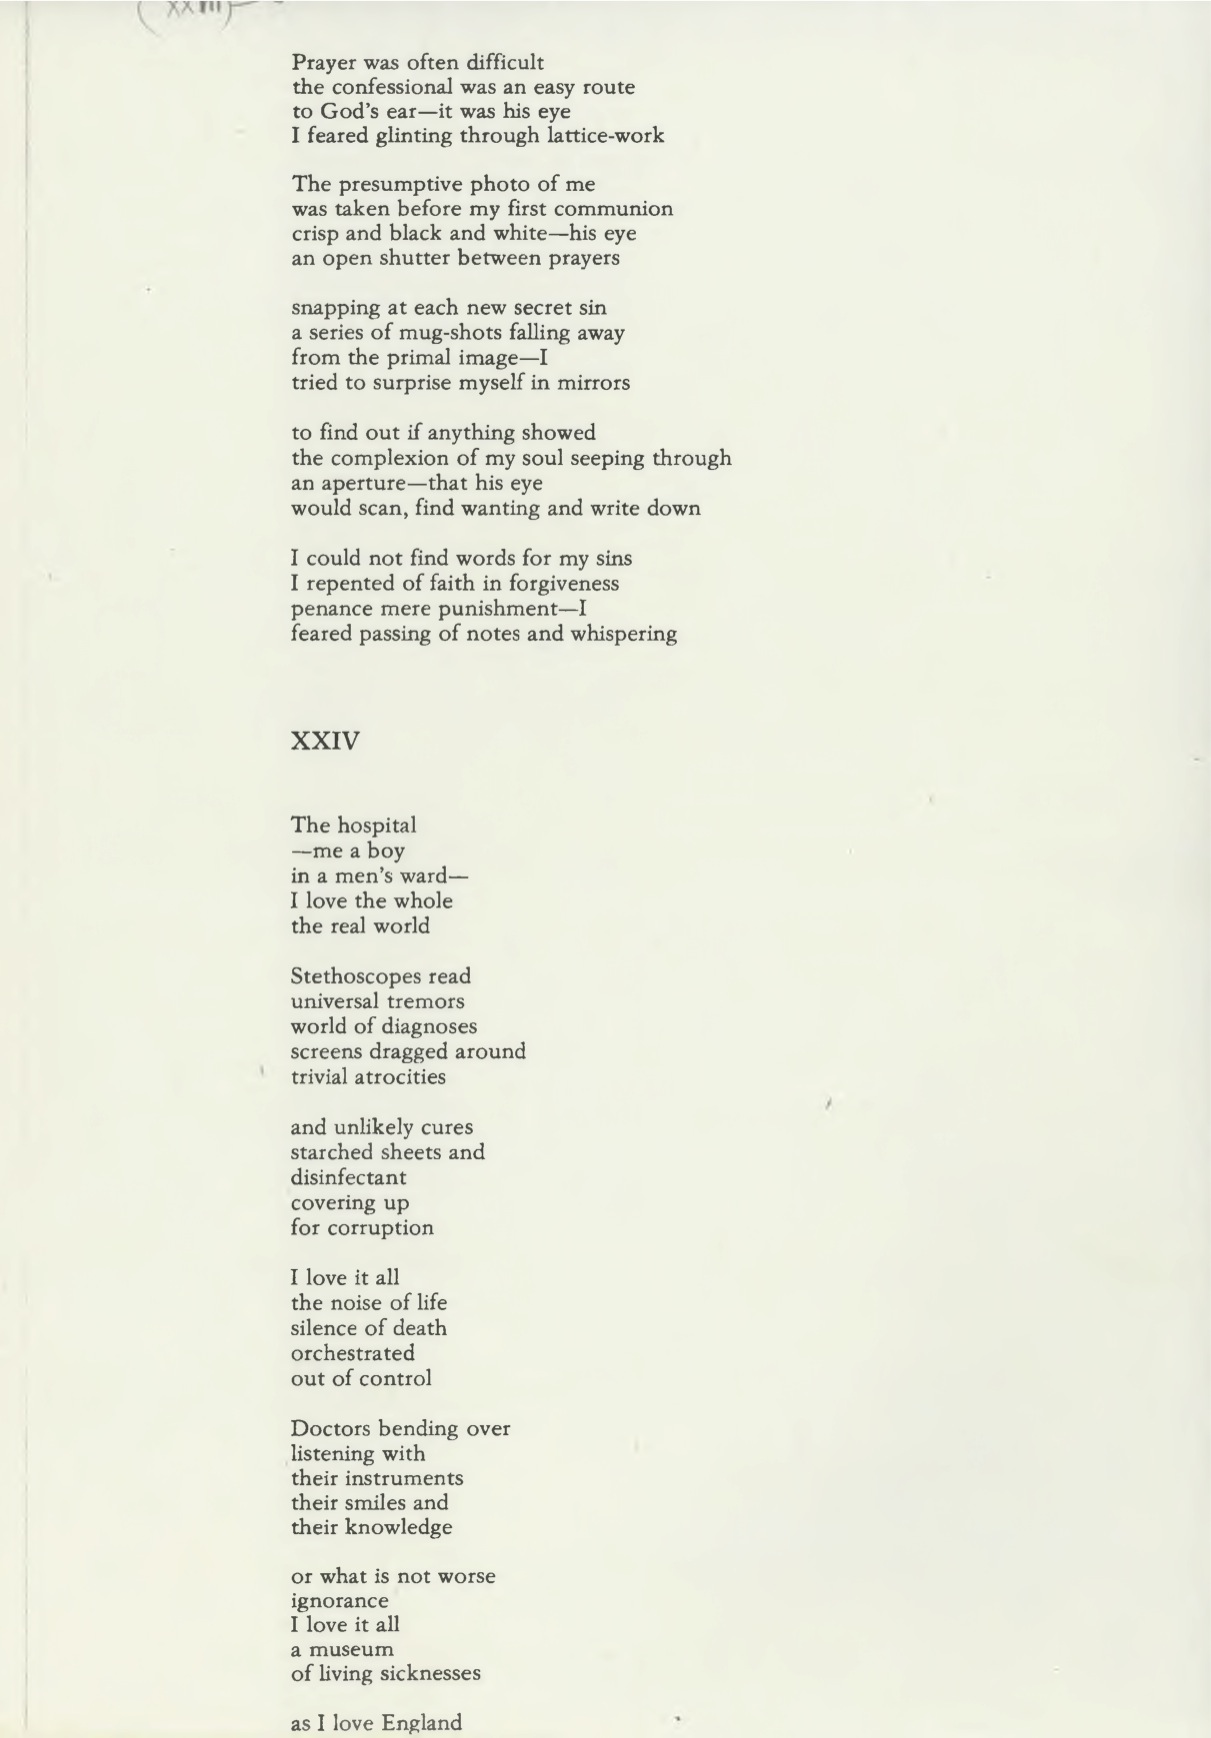 (XXIII)
Prayer was often difficult
the confessional was an easy route
to God's ear—it was his eye
I feared glinting through lattice-work
The presumptive photo of me
was taken before my first communion
crisp and black and white—his eye
an open shutter between prayers
snapping at each new secret sin
a series of mug-shots falling away
from the primal image—I
tried to surprise myself in mirrors
to find out if anything showed
the complexion of my soul seeping through
an aperture—that his eye
would scan, find wanting and write down
I could not find words for my sins
I repented of faith in forgiveness
penance mere punishment—I
feared passing of notes and whispering
XXIV
The hospital
—me a boy
in a men's ward—
I love the whole
the real world
Stethoscopes read
universal tremors
world of diagnoses
screens dragged around
trivial atrocities
and unlikely cures
starched sheets and
disinfectant
covering up
for corruption
I love it all
the noise of life
silence of death
orchestrated
out of control
Doctors bending over
listening with
their instruments
their smiles and
their knowledge
or what is not worse
ignorance
I love it all
a museum
of living sicknesses
as I love England